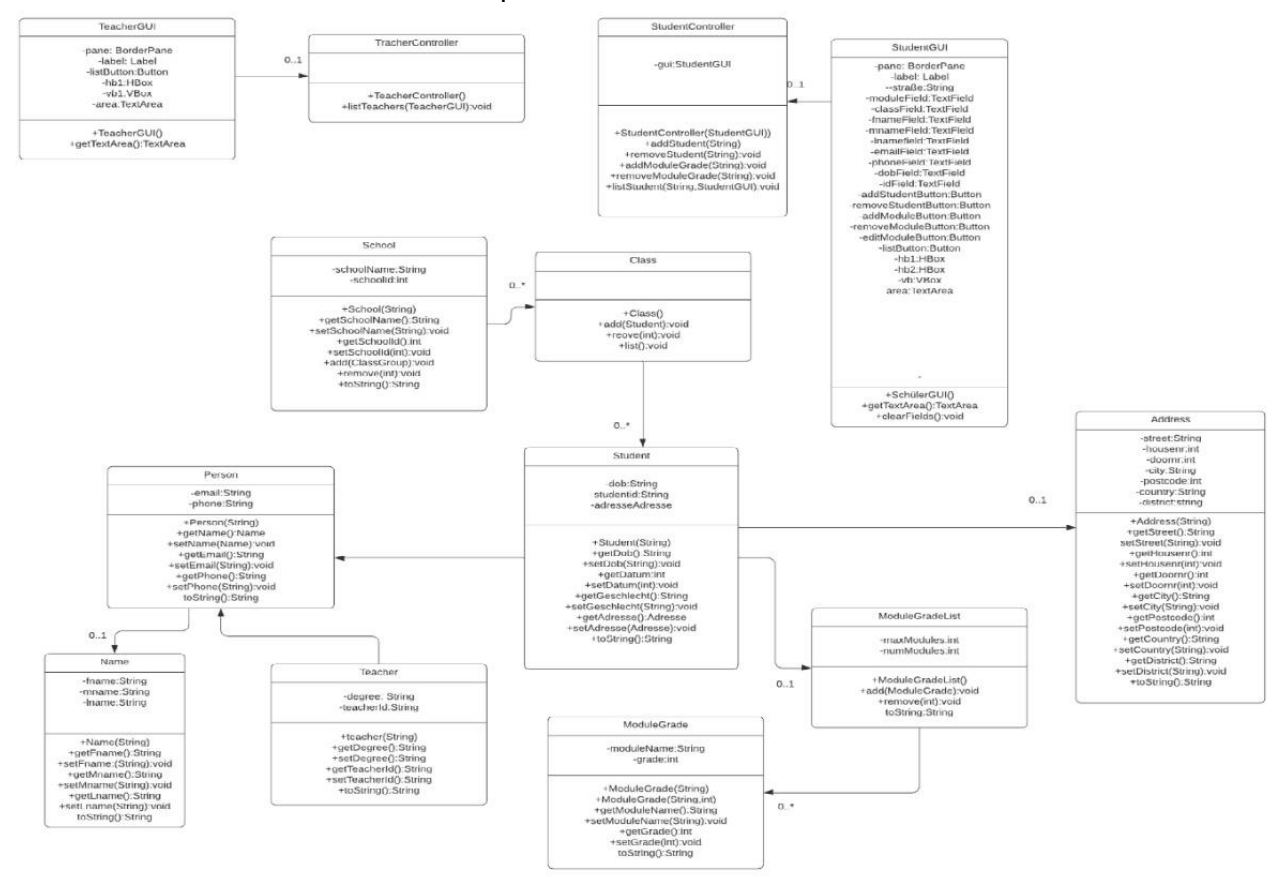 TeacherGUI
-pane: BorderPane
-label: Label
-listButton:Button
-hb1:HBox
-vb1:VBox
-area:TextArea
+TeacherGUI()
+getTextArea():TextArea
0..1
TracherController
+TeacherController()
+listTeachers(TeacherGUI):void
StudentController
-gui:StudentGUI
+StudentController(StudentGUI))
+addStudent(String)
+removeStudent(String):void
+addModuleGrade(String):void
+removeModuleGrade(String):void
+listStudent(String,StudentGUI):void
0..1
StudentGUI
-pane: BorderPane
-label: Label
--straße:String
-moduleField:TextField
-classField:TextField
-fnameField:TextField
-mnameField:TextField
-lnamefield:TextField
-emailField:TextField
-phoneField:TextField
-dobField:TextField
-idField:TextField
-addStudentButton:Button
-removeStudentButton:Button
-addModuleButton:Button
-removeModuleButton:Button
-editModuleButton:Button
-listButton:Button
-hb1:HBox
-hb2:HBox
-vb:VBox
area:TextArea
-
+SchülerGUI()
+getTextArea():TextArea
+clearFields():void
School
-schoolName:String
-schoolId:int
+School(String)
+getSchoolName():String
+setSchoolName(String):void
+getSchoolId():int
+setSchoolId(int):void
+add(ClassGroup):void
+remove(int):void
+toString():String
0..*
Class
+Class()
+add(Student):void
+reove(int):void
+list():void
0..*
Student
-dob:String
studentid:String
-adresseAdresse
+Student(String)
+getDob():String
+setDob(String):void
+getDatum:int
+setDatum(int):void
+getGeschlecht():String
+setGeschlecht(String):void
+getAdresse():Adresse
+setAdresse(Adresse):void
+toString():String
0..1
Address
-street:String
-housenr:int
-doornr:int
-city:String
-postcode:int
-country:String
-district:string
+Address(String)
+getStreet():String
setStreet(String):void
+getHousenr():int
+setHousenr(int):void
+getDoornr():int
+setDoornr(int):void
+getCity():String
+setCity(String):void
+getPostcode():int
+setPostcode(int):void
+getCountry():String
+setCountry(String):void
+getDistrict():String
+setDistrict(String):void
+toString():String
Person
-email:String
-phone:String
+Person(String)
+getName():Name
+setName(Name):void
+getEmail():String
+setEmail(String):void
+getPhone():String
+setPhone(String):void
toString():String
0..1
Name
-fname:String
-mname:String
-lname:String
+Name(String)
+getFname():String
+setFname:(String):void
+getMname():String
+setMname(String):void
+getLname():String
+setLname(String):void
toString():String
Teacher
-degree: String
-teacherId:String
+teacher(String)
+getDegree():String
+setDegree():String
+getTeacherId():String
+setTeacherId():String
+toString():String
0..1
ModuleGradeList
-maxModules:int
-numModules:int
+ModuleGradeList()
+add(ModuleGrade):void
+remove(int):void
toString:String
0..*
ModuleGrade
-moduleName:String
-grade:int
+ModuleGrade(String)
+ModuleGrade(String,int)
+getModuleName():String
+setModuleName(String):void
+getGrade():int
+setGrade(int):void
toString():String